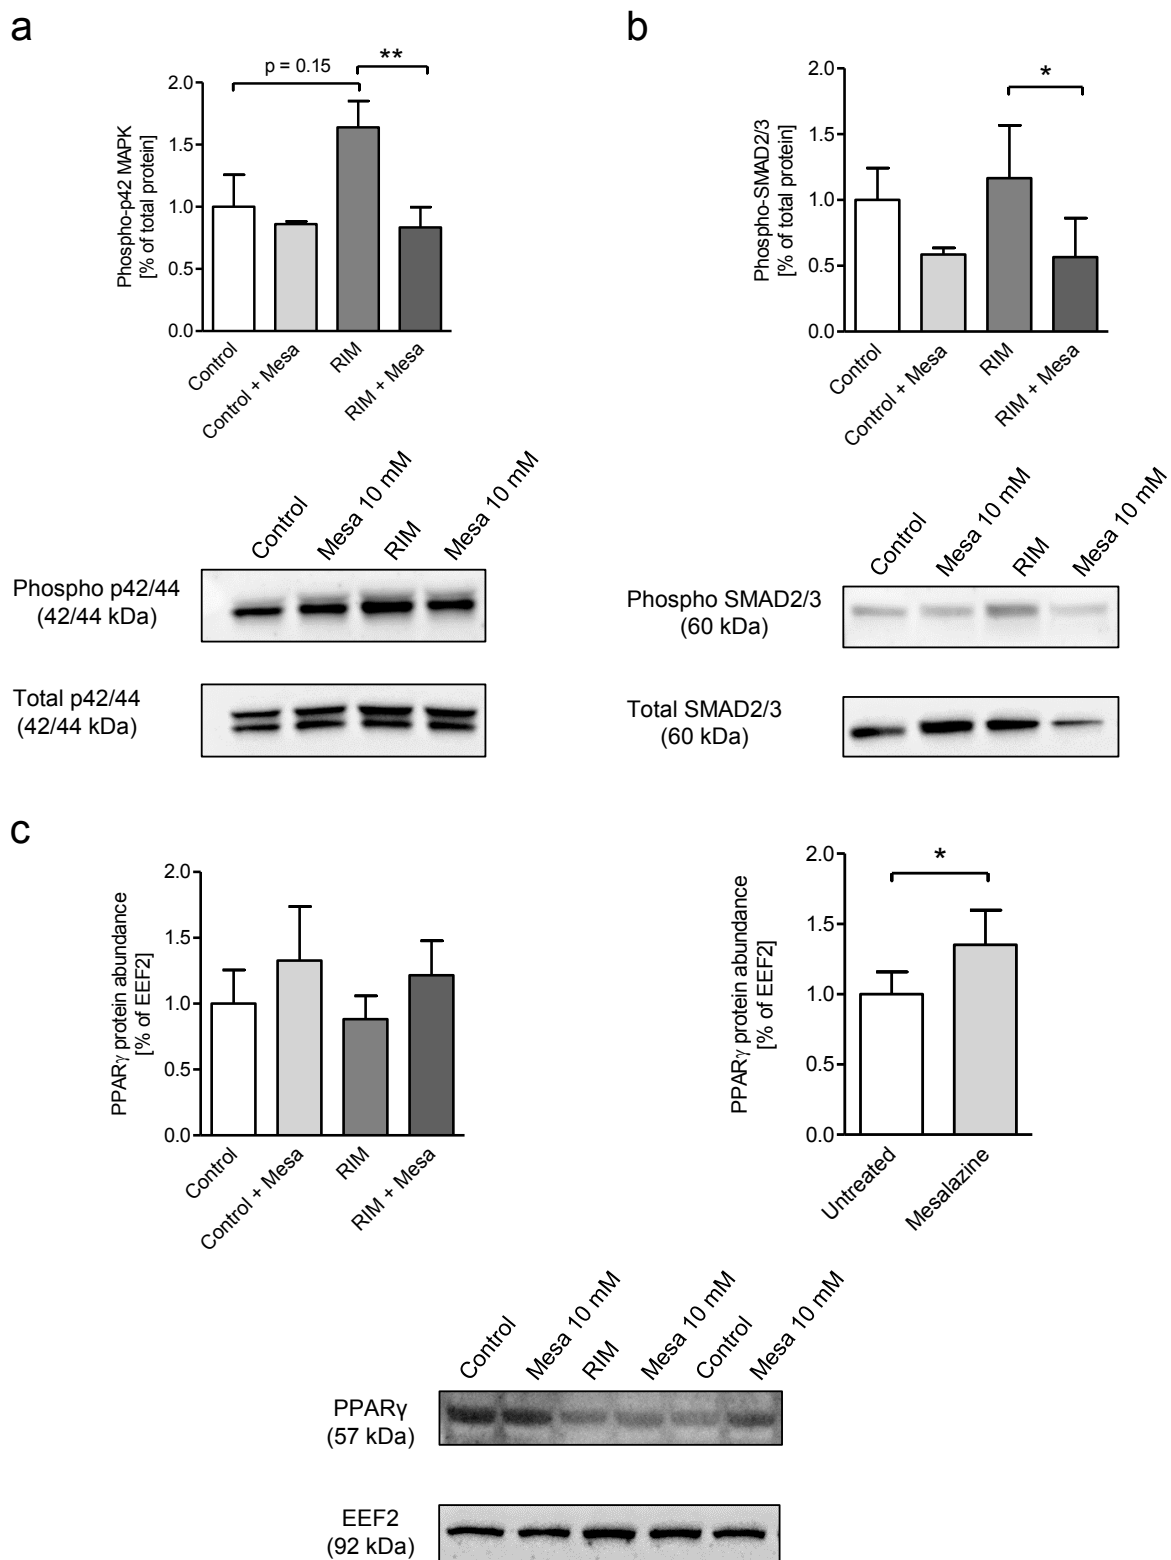 a
p = 0.15
**
Phospho-p42 MAPK
[% of total protein]
2.0
1.5
1.0
0.5
0.0
Control
Control + Mesa
RIM
RIM + Mesa
Control
Mesa 10 mM
RIM
Mesa 10 mM
Phospho p42/44
(42/44 kDa)
Total p42/44
(42/44 kDa)
b
*
Phospho-SMAD2/3
[% of total protein]
2.0
1.5
1.0
0.5
0.0
Control
Control + Mesa
RIM
RIM + Mesa
Control
Mesa 10 mM
RIM
Mesa 10 mM
Phospho SMAD2/3
(60 kDa)
Total SMAD2/3
(60 kDa)
c
PPARγ protein abundance
[% of EEF2]
2.0
1.5
1.0
0.5
0.0
Control
Control + Mesa
RIM
RIM + Mesa
*
PPARγ protein abundance
[% of EEF2]
2.0
1.5
1.0
0.5
0.0
Untreated
Mesalazine
Control
Mesa 10 mM
RIM
Mesa 10 mM
Control
Mesa 10 mM
PPARγ
(57 kDa)
EEF2
(92 kDa)